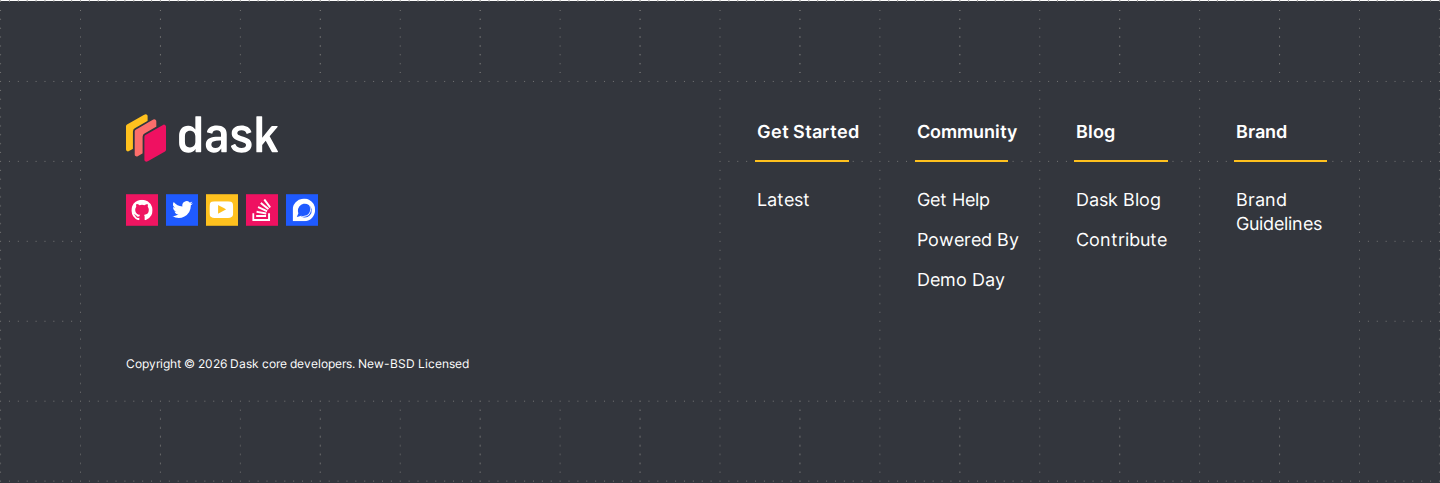 dask
Get Started
Latest
Community
Get Help
Powered By
Demo Day
Blog
Dask Blog
Contribute
Brand
Brand
Guidelines
Copyright © 2026 Dask core developers. New-BSD Licensed